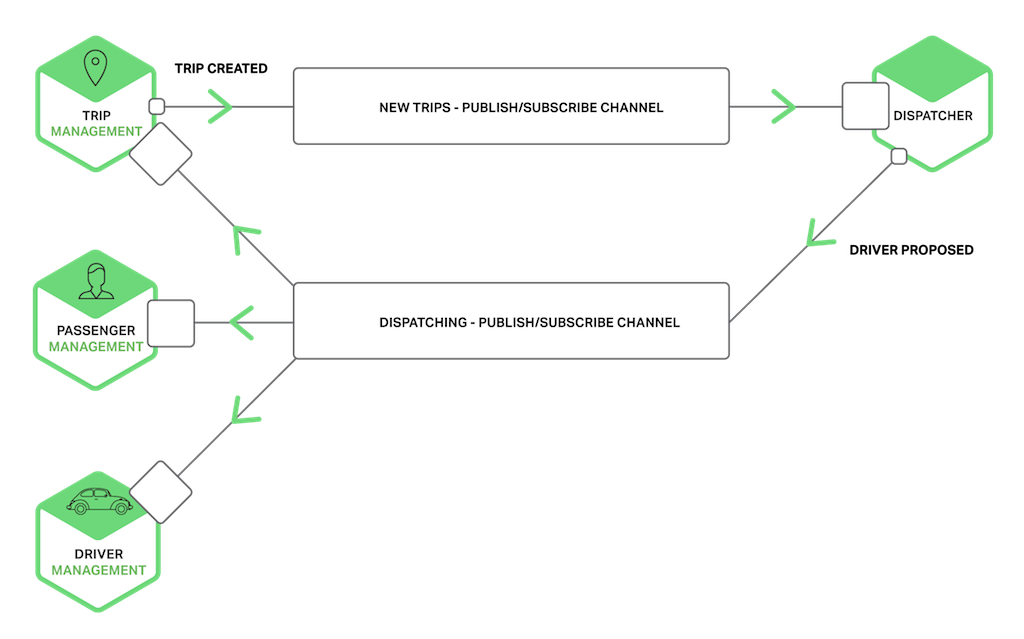 TRIP CREATED
NEW TRIPS - PUBLISH/SUBSCRIBE CHANNEL
TRIP
MANAGEMENT
DISPATCHER
DRIVER PROPOSED
DISPATCHING - PUBLISH/SUBSCRIBE CHANNEL
PASSENGER
MANAGEMENT
DRIVER
MANAGEMENT